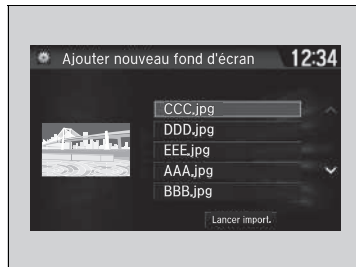 Ajouter nouveau fond d'écran 12:34
CCC.jpg
DDD.jpg
EEE.jpg
AAA.jpg
BBB.jpg
Lancer import.